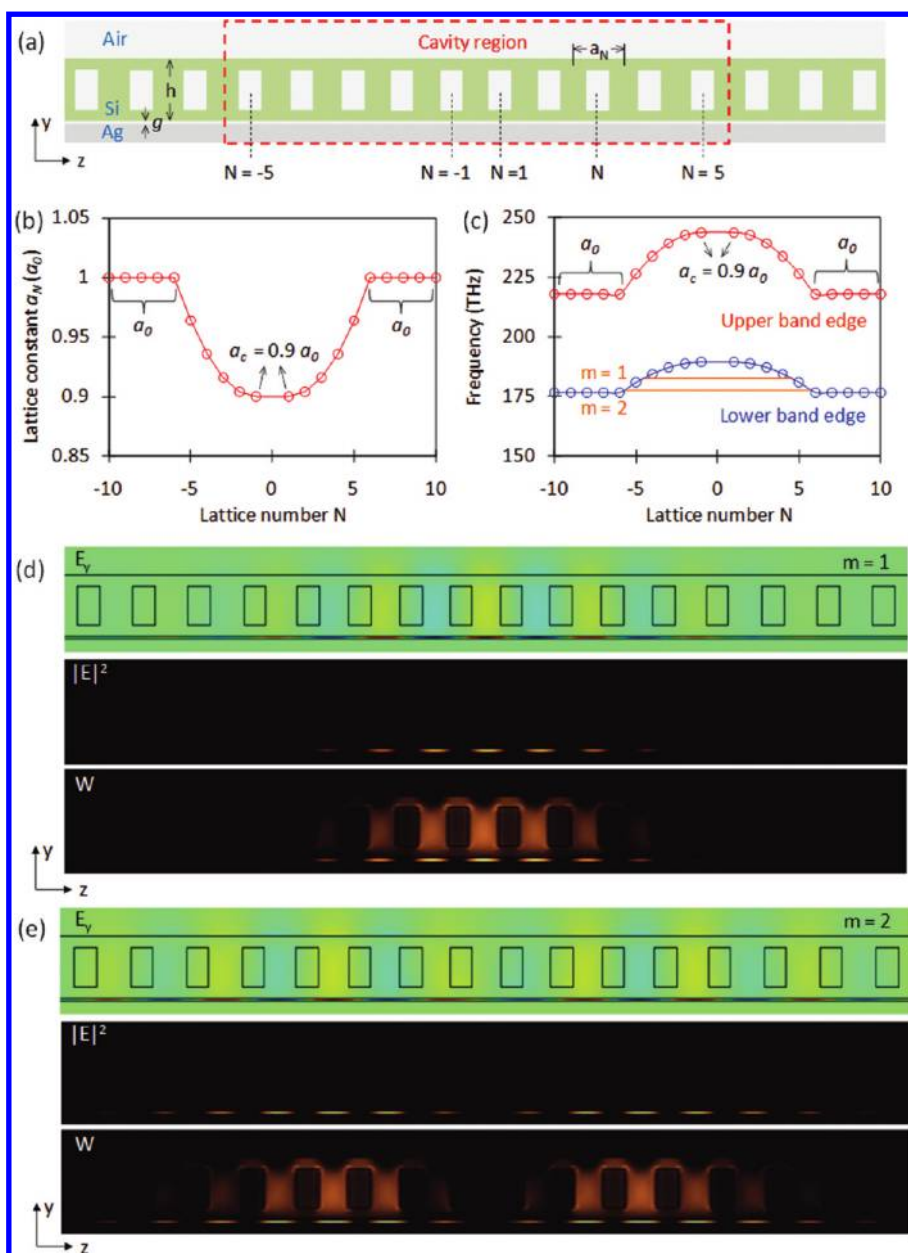 (a)
Air
Cavity region
a_N
h
Si
g
Ag
y
z
N = -5
N = -1
N =1
N
N = 5
(b)
Lattice constant a_N (a_0)
1.05
1
0.95
0.9
0.85
a_0
a_0
a_c = 0.9 a_0
-10
-5
0
5
10
Lattice number N
(c)
Frequency (THz)
250
225
200
175
150
a_0
a_0
a_c = 0.9 a_0
Upper band edge
m = 1
m = 2
Lower band edge
-10
-5
0
5
10
Lattice number N
(d)
E_y
m = 1
|E|²
W
y
z
(e)
E_y
m = 2
|E|²
W
y
z